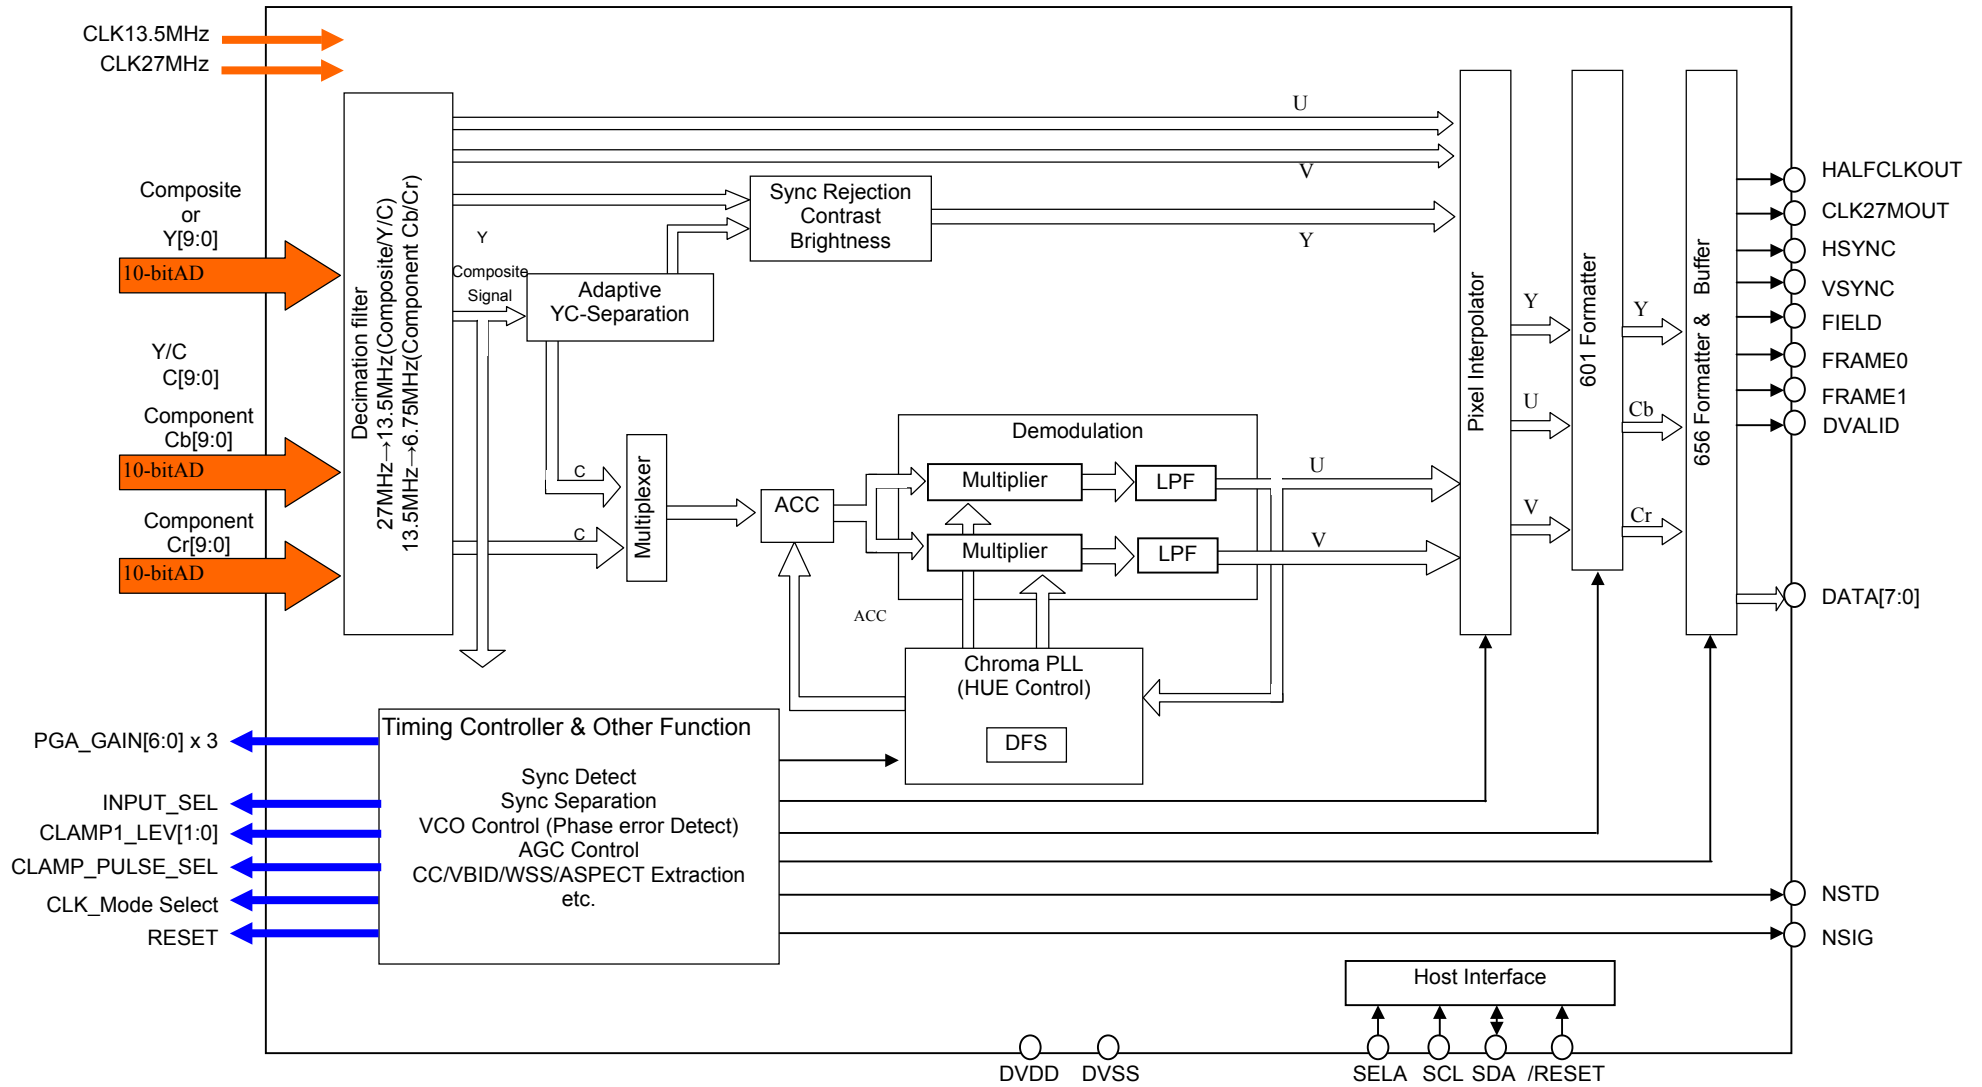 CLK13.5MHz
CLK27MHz
Composite
or
Y[9:0]
10-bitAD
Y/C
C[9:0]
Component
Cb[9:0]
10-bitAD
Component
Cr[9:0]
10-bitAD
Decimation filter
27MHz→13.5MHz(Composite/Y/C)
13.5MHz→6.75MHz(Component Cb/Cr)
U
V
Y
Sync Rejection
Contrast
Brightness
Y
Composite
Signal
Adaptive
YC-Separation
C
C
Multiplexer
ACC
Demodulation
Multiplier
LPF
Multiplier
LPF
U
V
ACC
Chroma PLL
(HUE Control)
DFS
Pixel Interpolator
Y
U
V
601 Formatter
Y
Cb
Cr
656 Formatter & Buffer
HALFCLKOUT
CLK27MOUT
HSYNC
VSYNC
FIELD
FRAME0
FRAME1
DVALID
DATA[7:0]
Timing Controller & Other Function
Sync Detect
Sync Separation
VCO Control (Phase error Detect)
AGC Control
CC/VBID/WSS/ASPECT Extraction
etc.
PGA_GAIN[6:0] x 3
INPUT_SEL
CLAMP1_LEV[1:0]
CLAMP_PULSE_SEL
CLK_Mode Select
RESET
NSTD
NSIG
Host Interface
DVDD DVSS SELA SCL SDA /RESET